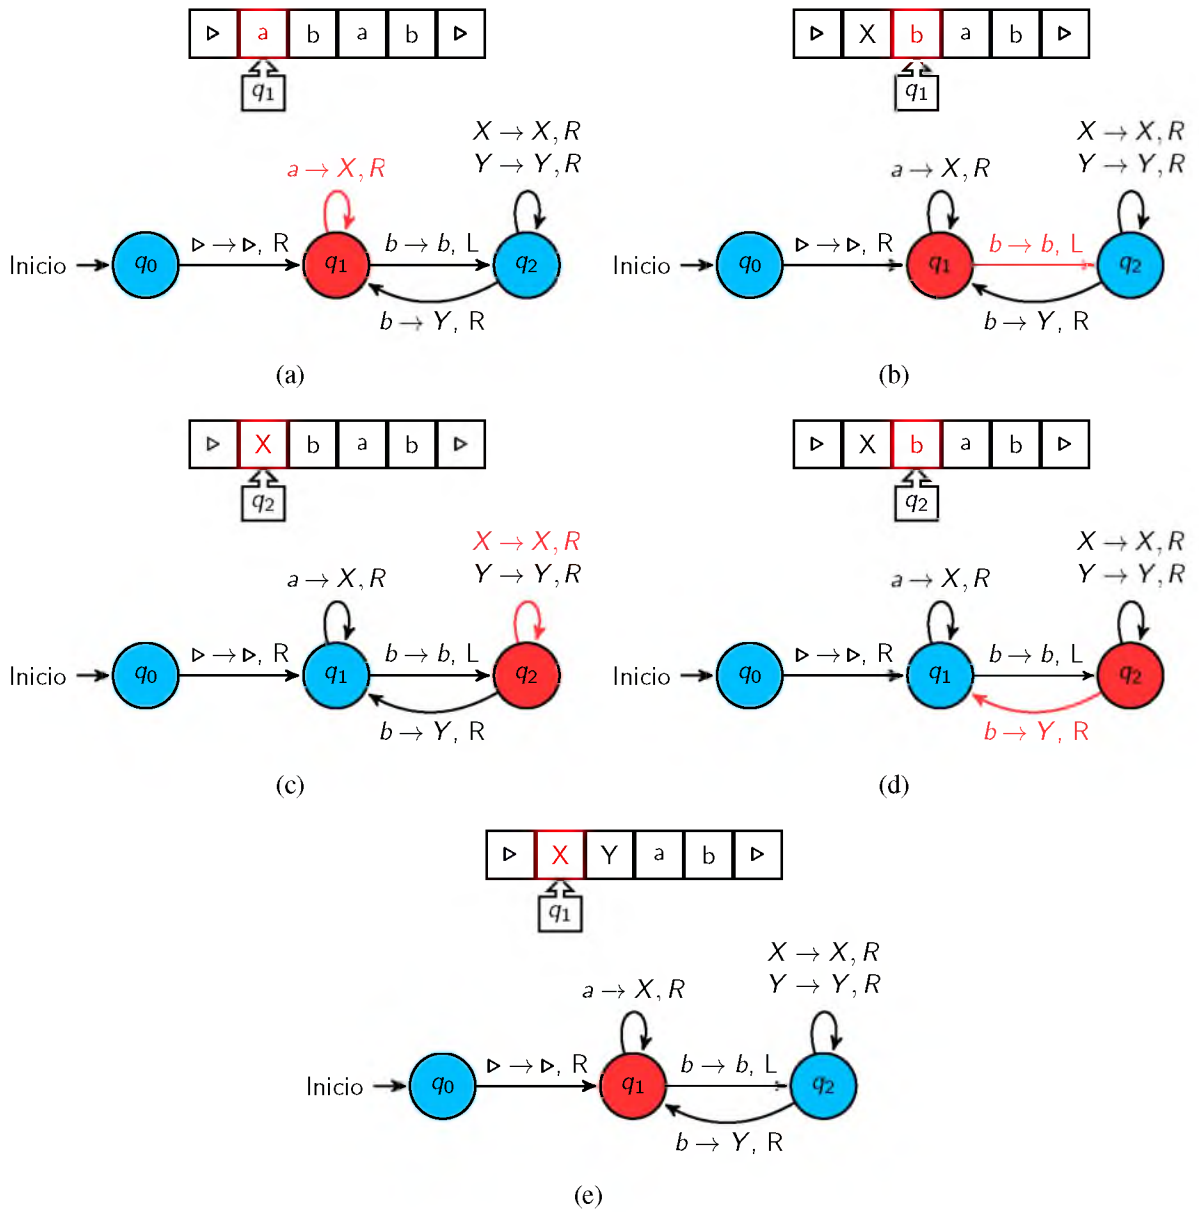 ▷ a b a b ▷
q₁
X → X, R
Y → Y, R
a → X, R
Inicio q₀ ▷ → ▷, R q₁ b → b, L q₂
b → Y, R
(a)
▷ X b a b ▷
q₁
X → X, R
Y → Y, R
a → X, R
Inicio q₀ ▷ → ▷, R q₁ b → b, L q₂
b → Y, R
(b)
▷ X b a b ▷
q₂
X → X, R
Y → Y, R
a → X, R
Inicio q₀ ▷ → ▷, R q₁ b → b, L q₂
b → Y, R
(c)
▷ X b a b ▷
q₂
X → X, R
Y → Y, R
a → X, R
Inicio q₀ ▷ → ▷, R q₁ b → b, L q₂
b → Y, R
(d)
▷ X Y a b ▷
q₁
X → X, R
Y → Y, R
a → X, R
Inicio q₀ ▷ → ▷, R q₁ b → b, L q₂
b → Y, R
(e)